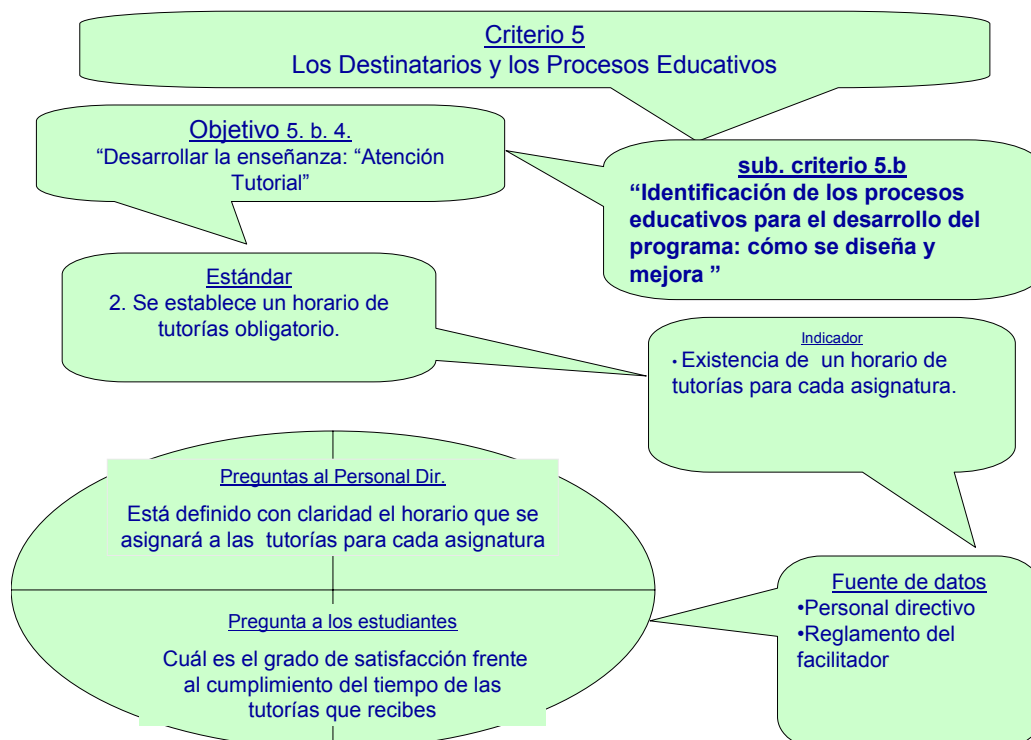 Criterio 5
Los Destinatarios y los Procesos Educativos
Objetivo 5. b. 4.
“Desarrollar la enseñanza: “Atención
Tutorial”
sub. criterio 5.b
“Identificación de los procesos
educativos para el desarrollo del
programa: cómo se diseña y
mejora ”
Estándar
2. Se establece un horario de
tutorías obligatorio.
Indicador
• Existencia de un horario de
tutorías para cada asignatura.
Preguntas al Personal Dir.
Está definido con claridad el horario que se
asignará a las tutorías para cada asignatura
Fuente de datos
•Personal directivo
•Reglamento del
facilitador
Pregunta a los estudiantes
Cuál es el grado de satisfacción frente
al cumplimiento del tiempo de las
tutorías que recibes